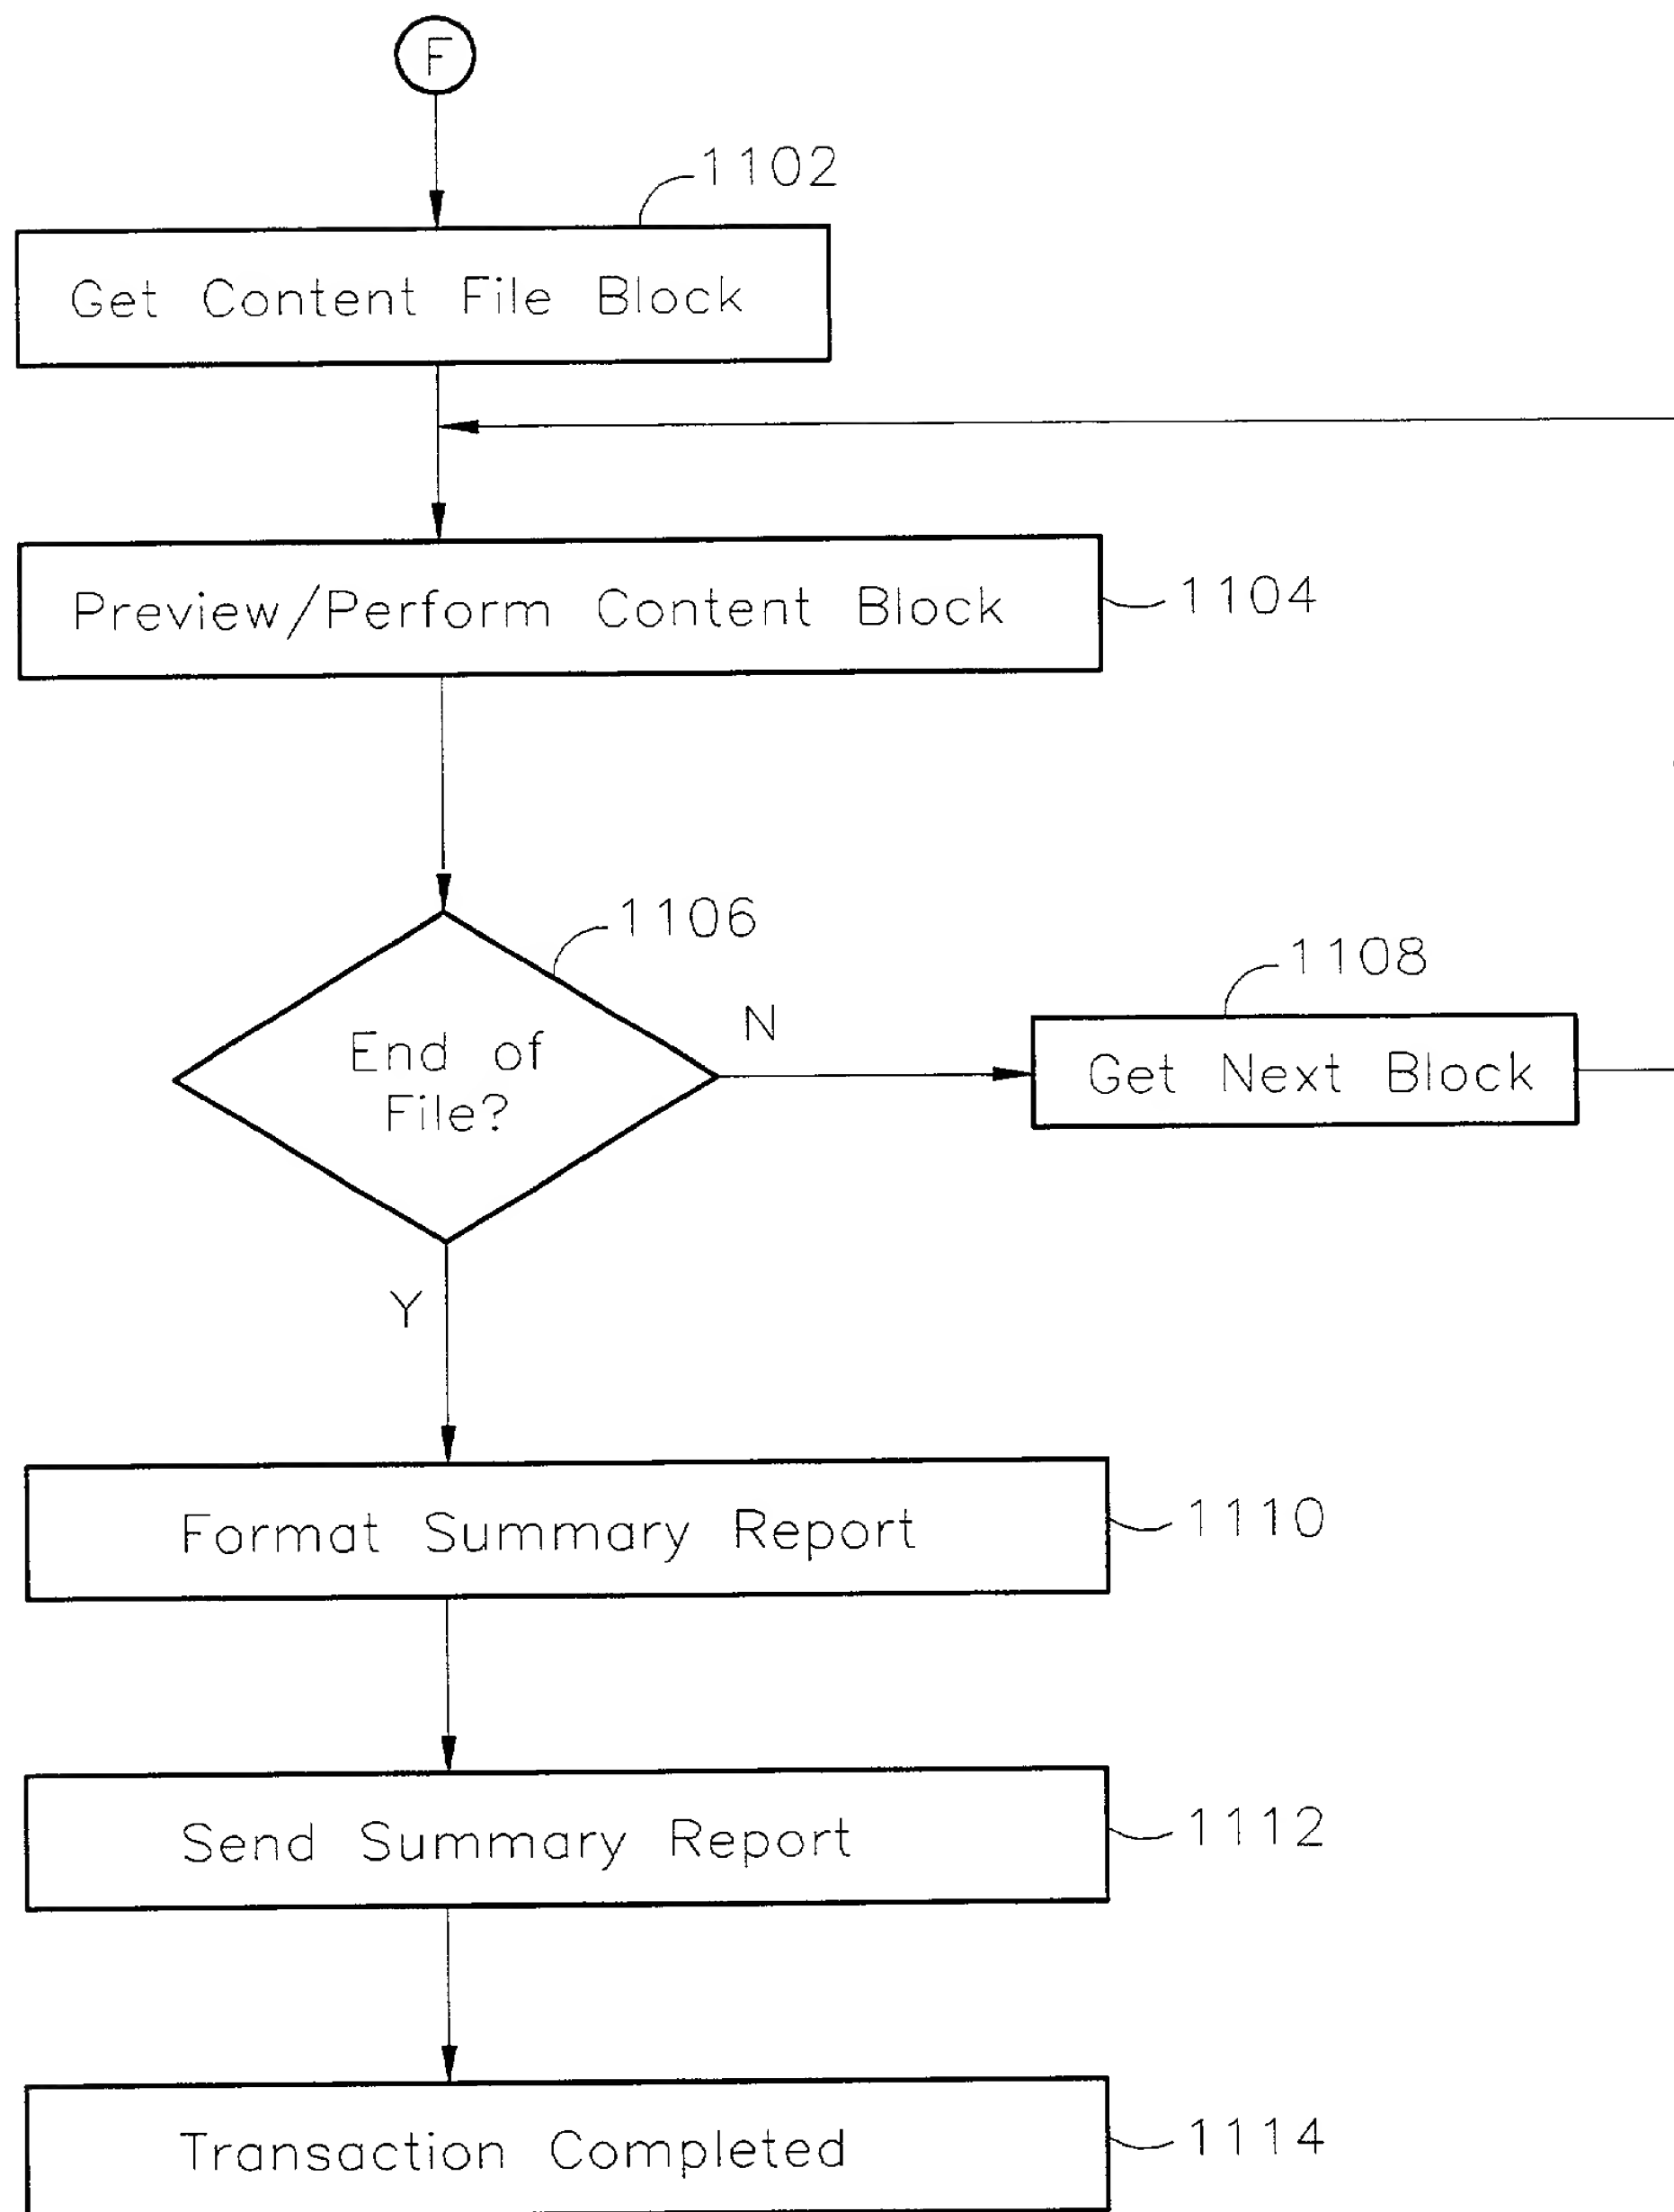 F
1102
Get Content File Block
Preview/Perform Content Block
1104
1106
1108
N
End of
File?
Get Next Block
Y
Format Summary Report
1110
Send Summary Report
1112
Transaction Completed
1114